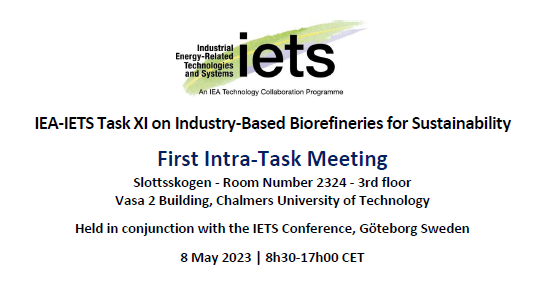 Industrial
Energy-Related
Technologies
and Systems
iets
An IEA Technology Collaboration Programme
IEA-IETS Task XI on Industry-Based Biorefineries for Sustainability
First Intra-Task Meeting
Slottsskogen - Room Number 2324 - 3rd floor
Vasa 2 Building, Chalmers University of Technology
Held in conjunction with the IETS Conference, Göteborg Sweden
8 May 2023 | 8h30-17h00 CET